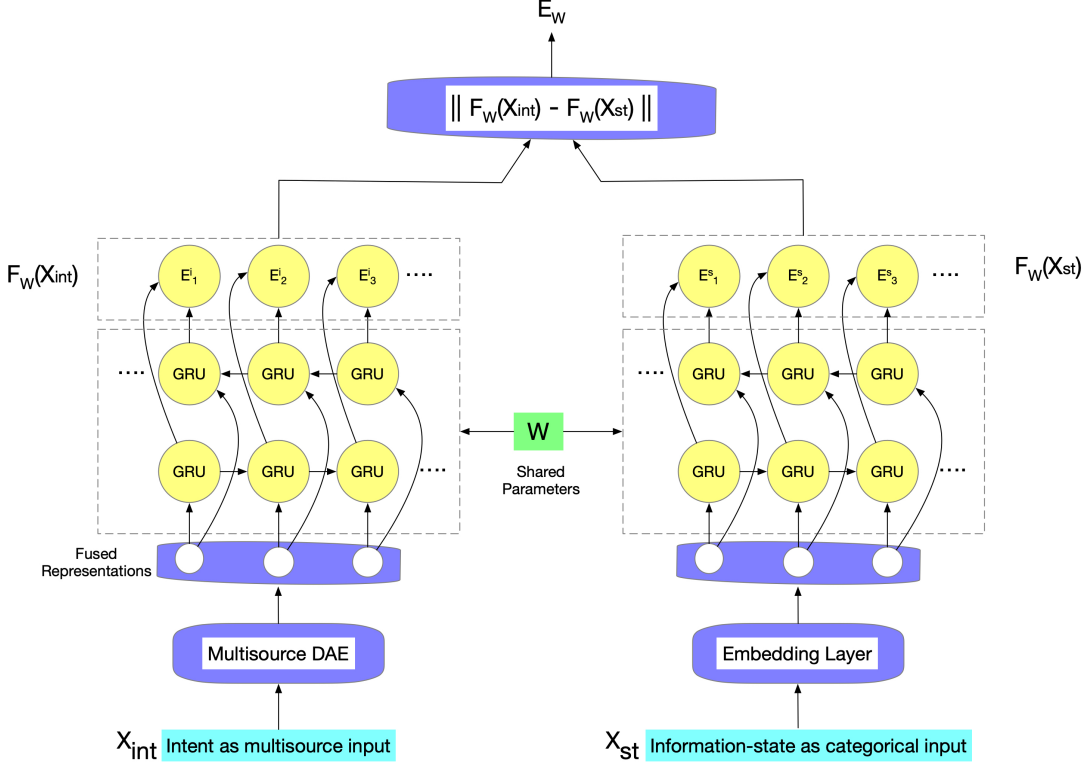 E_W
|| F_W(X_int) - F_W(X_st) ||
F_W(X_int)
E^i_1 E^i_2 E^i_3 ....
E^s_1 E^s_2 E^s_3 ....
F_W(X_st)
.... GRU GRU GRU
.... GRU GRU GRU
GRU GRU GRU ....
GRU GRU GRU ....
W
Shared
Parameters
Fused
Representations
Multisource DAE
Embedding Layer
X_int Intent as multisource input
X_st Information-state as categorical input